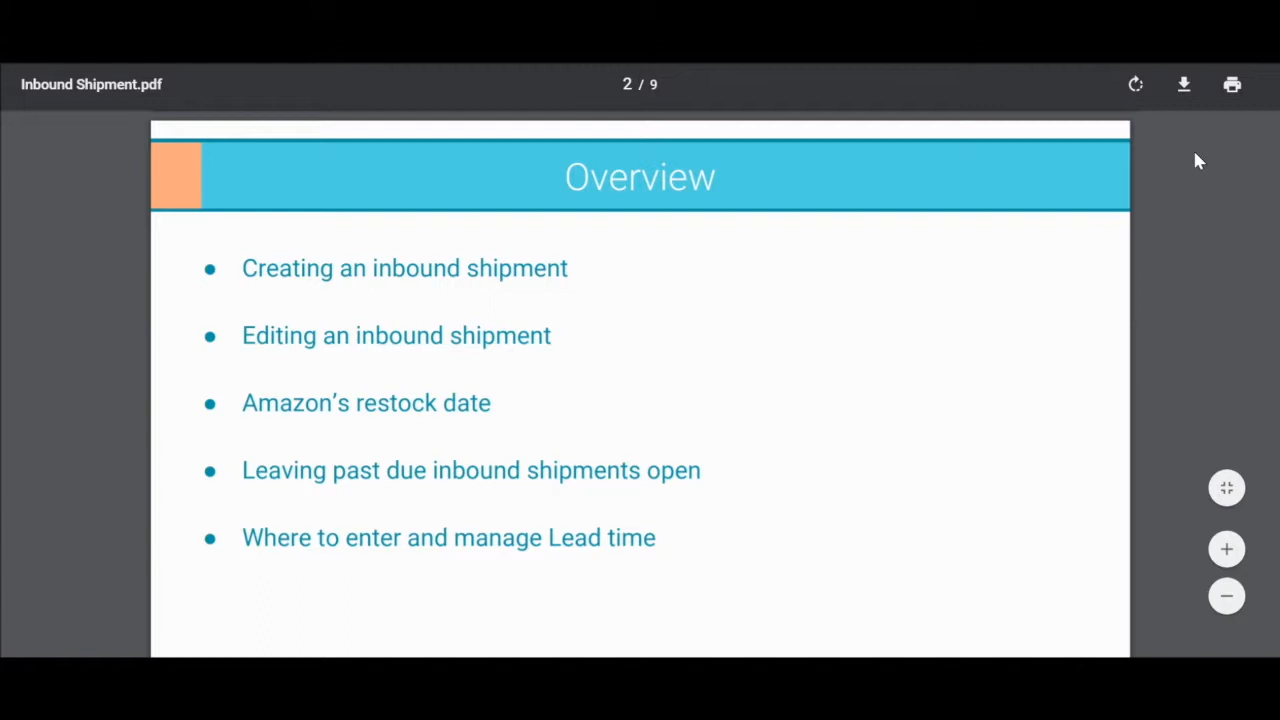 Inbound Shipment.pdf
2 / 9
Overview
● Creating an inbound shipment
● Editing an inbound shipment
● Amazon’s restock date
● Leaving past due inbound shipments open
● Where to enter and manage Lead time